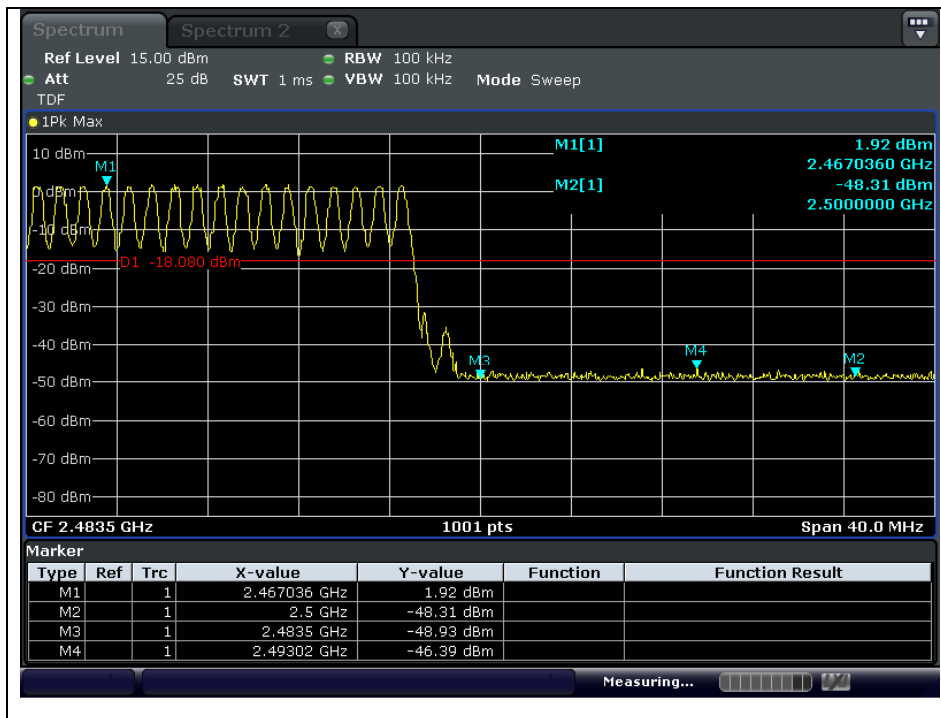 Spectrum Spectrum 2 X
Ref Level 15.00 dBm RBW 100 kHz
Att 25 dB SWT 1 ms VBW 100 kHz Mode Sweep
TDF
1Pk Max
M1[1] 1.92 dBm
2.4670360 GHz
M2[1] -48.31 dBm
2.5000000 GHz
10 dBm
M1
0 dBm
-10 dBm
D1 -18.080 dBm
-20 dBm
-30 dBm
-40 dBm
M3 M4 M2
-50 dBm
-60 dBm
-70 dBm
-80 dBm
CF 2.4835 GHz 1001 pts Span 40.0 MHz
Marker
Type Ref Trc X-value Y-value Function Function Result
M1 1 2.467036 GHz 1.92 dBm
M2 1 2.5 GHz -48.31 dBm
M3 1 2.4835 GHz -48.93 dBm
M4 1 2.49302 GHz -46.39 dBm
Measuring...